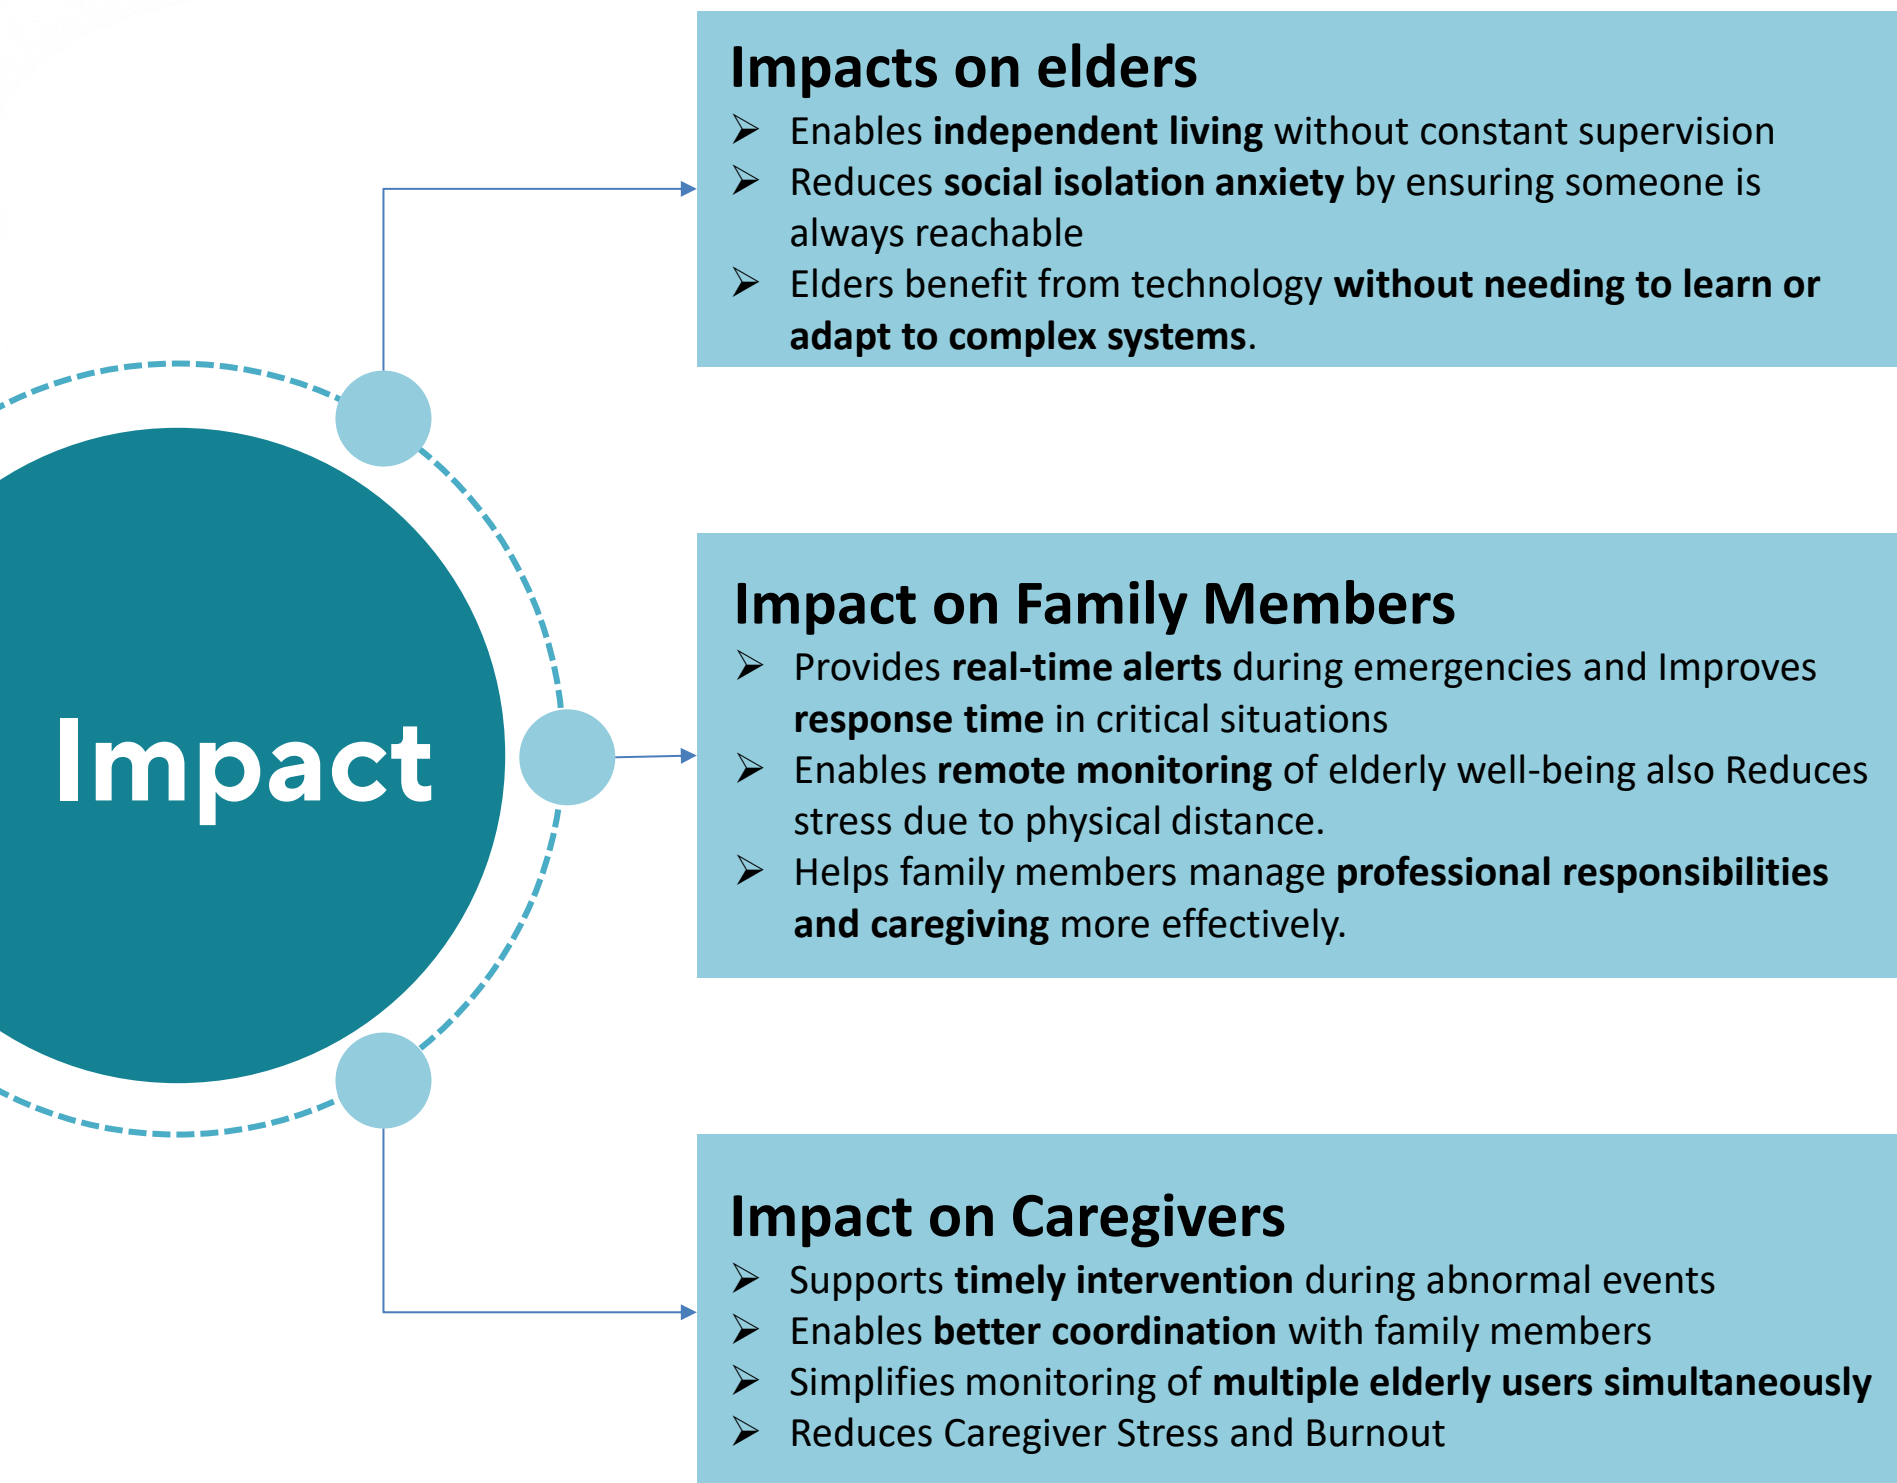 Impact
Impacts on elders
➢ Enables independent living without constant supervision
➢ Reduces social isolation anxiety by ensuring someone is
always reachable
➢ Elders benefit from technology without needing to learn or
adapt to complex systems.
Impact on Family Members
➢ Provides real-time alerts during emergencies and Improves
response time in critical situations
➢ Enables remote monitoring of elderly well-being also Reduces
stress due to physical distance.
➢ Helps family members manage professional responsibilities
and caregiving more effectively.
Impact on Caregivers
➢ Supports timely intervention during abnormal events
➢ Enables better coordination with family members
➢ Simplifies monitoring of multiple elderly users simultaneously
➢ Reduces Caregiver Stress and Burnout